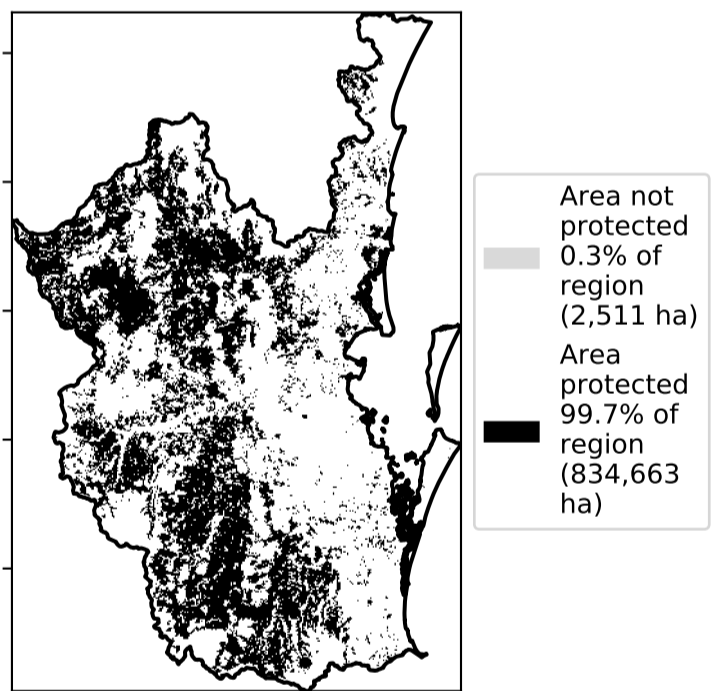 Area not
protected
0.3% of
region
(2,511 ha)
Area
protected
99.7% of
region
(834,663
ha)